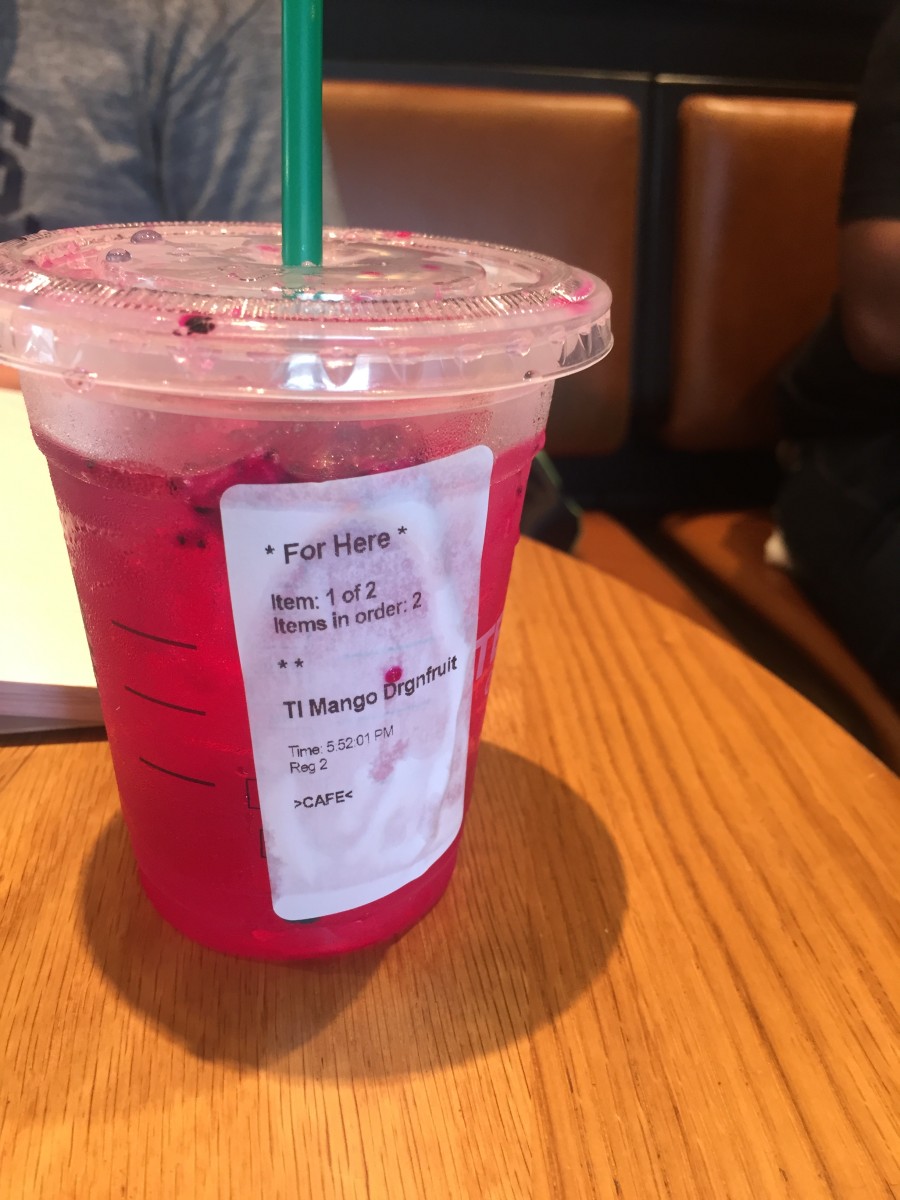 * For Here *
Item: 1 of 2
Items in order: 2
* *
TI Mango Drgnfruit
Time: 5:52:01 PM
Reg 2
>CAFE<